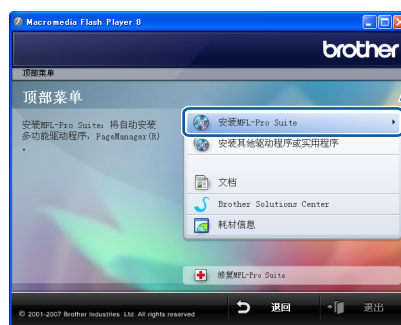 Macromedia Flash Player 8
brother
顶部菜单
顶部菜单
安装MFL-Pro Suite: 将自动安装
多功能驱动程序, PageManager(R)
.
安装MFL-Pro Suite
安装其他驱动程序或实用程序
文档
Brother Solutions Center
耗材信息
修复MFL-Pro Suite
© 2001-2007 Brother Industries Ltd. All rights reserved
退回
退出